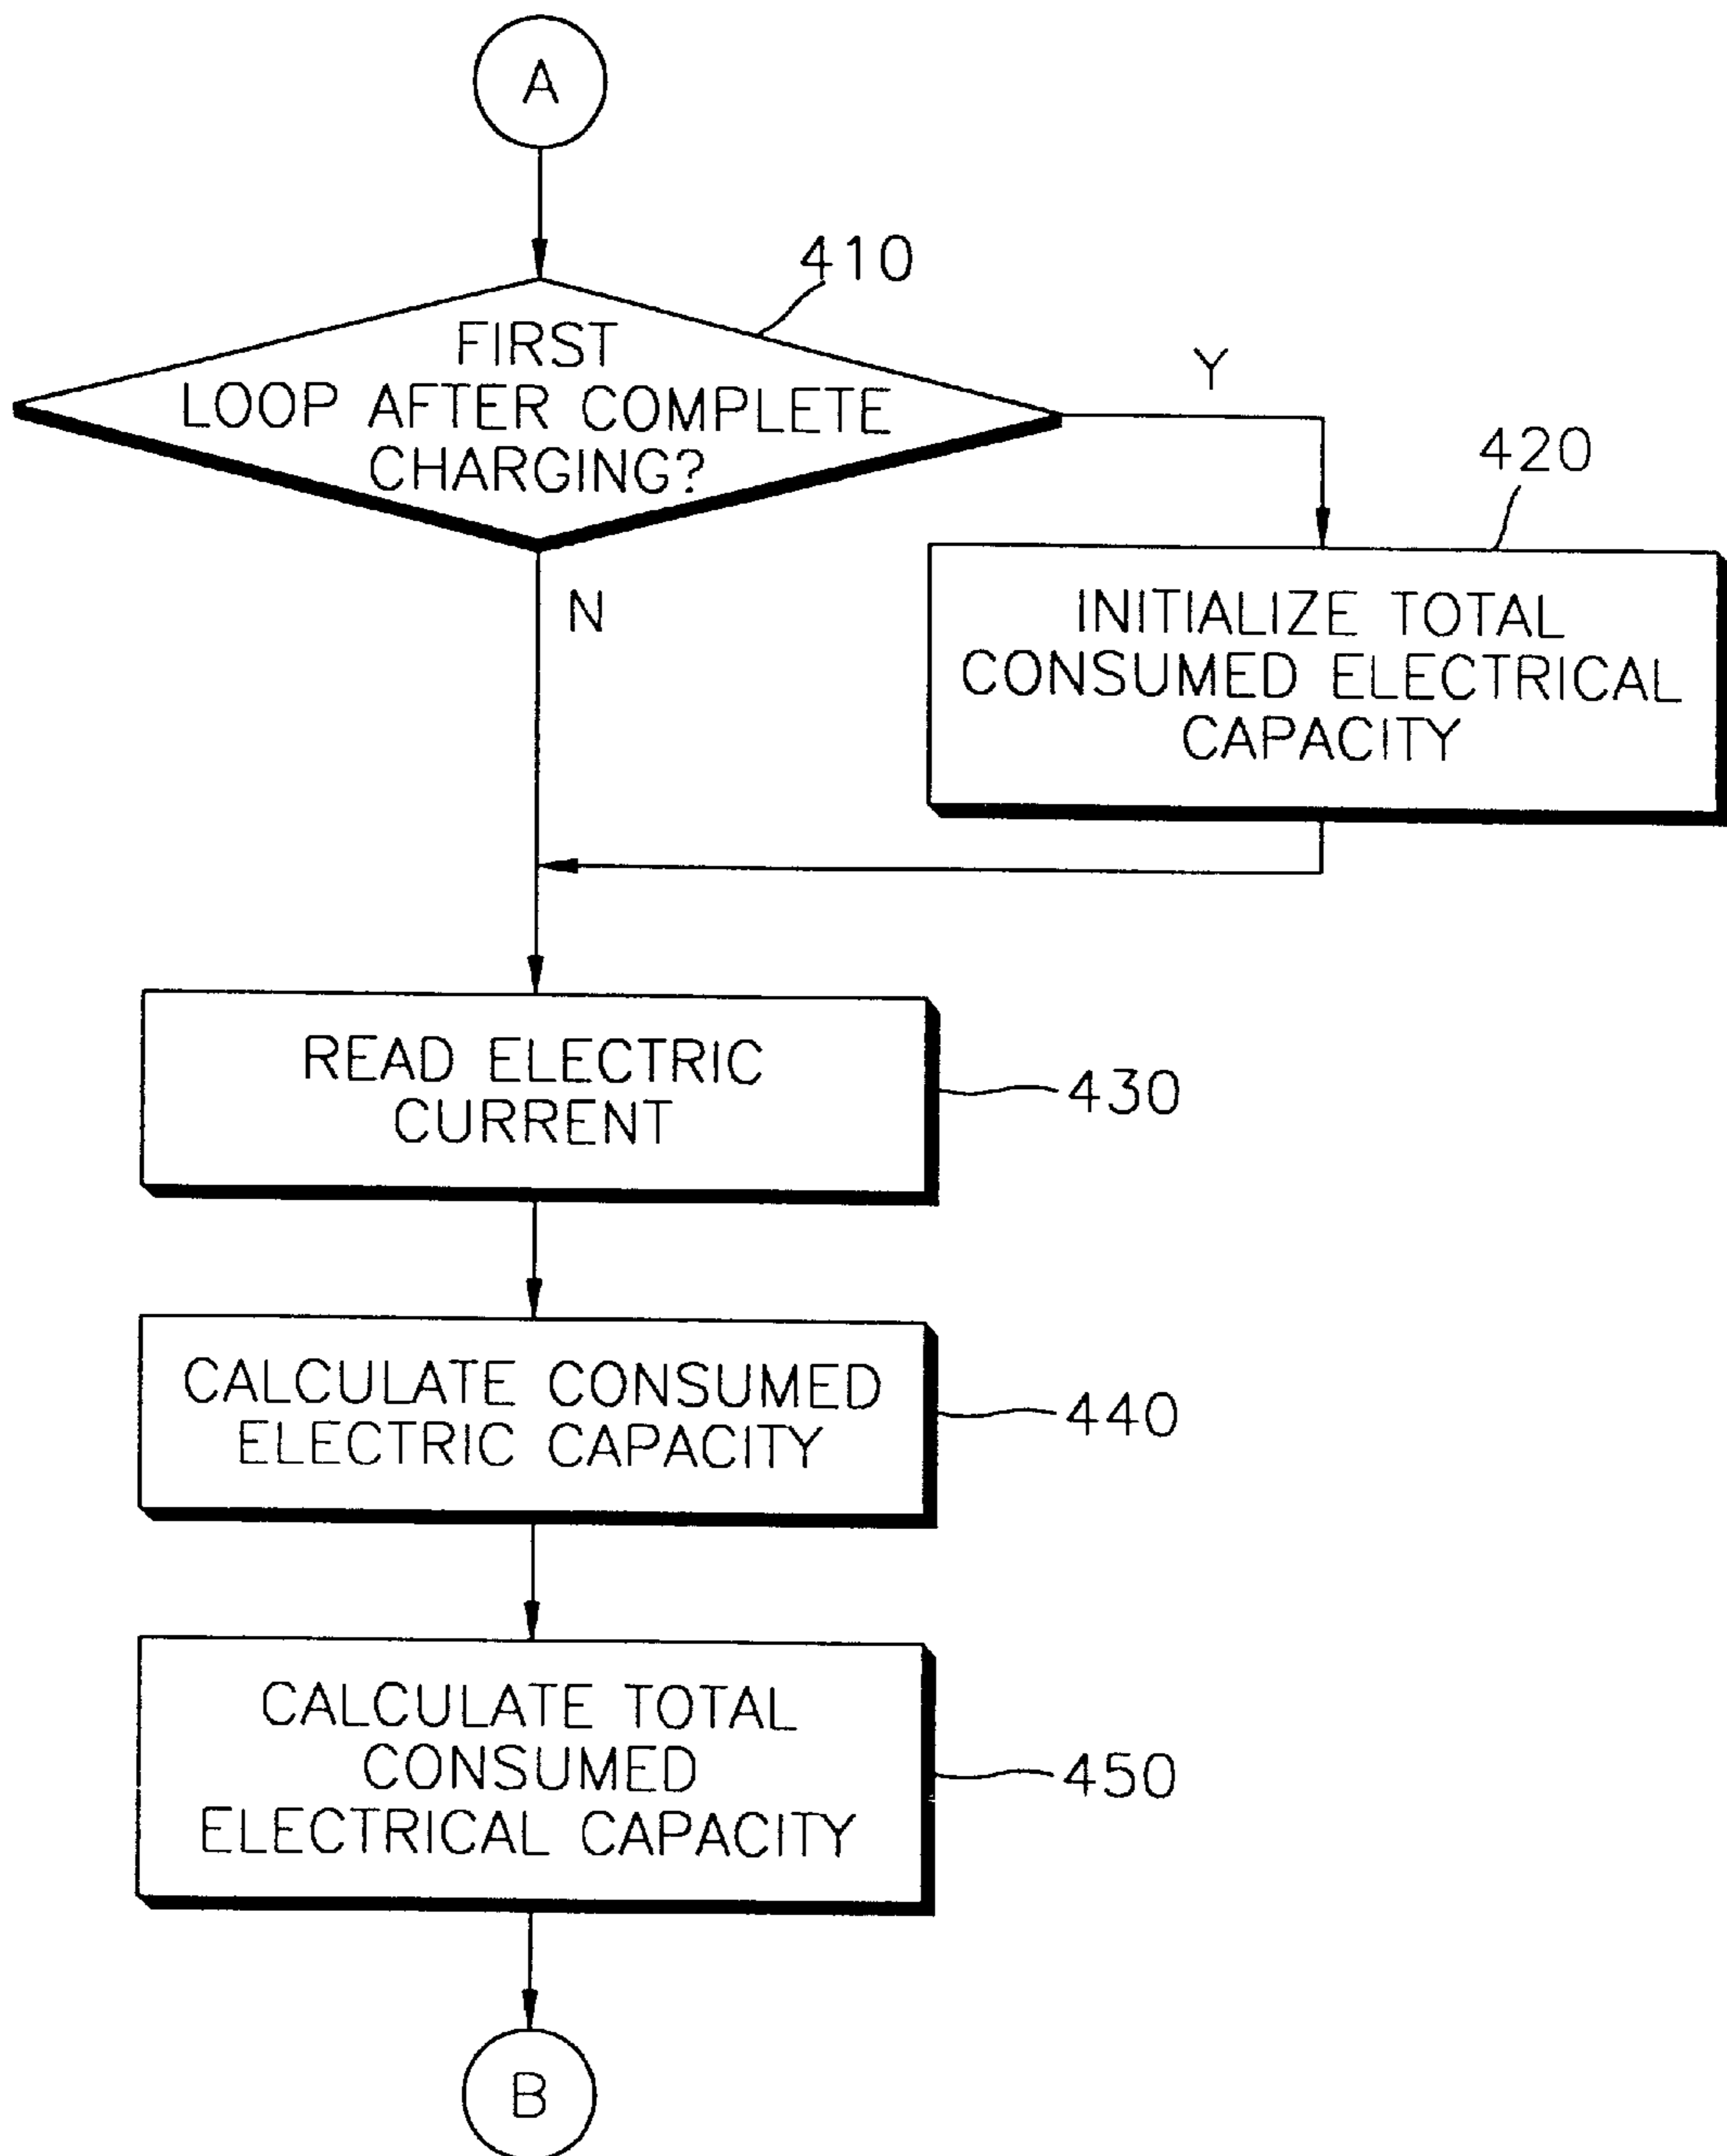 A
410
FIRST
LOOP AFTER COMPLETE
CHARGING?
Y
420
INITIALIZE TOTAL
CONSUMED ELECTRICAL
CAPACITY
N
READ ELECTRIC
CURRENT
430
CALCULATE CONSUMED
ELECTRIC CAPACITY
440
CALCULATE TOTAL
CONSUMED
ELECTRICAL CAPACITY
450
B